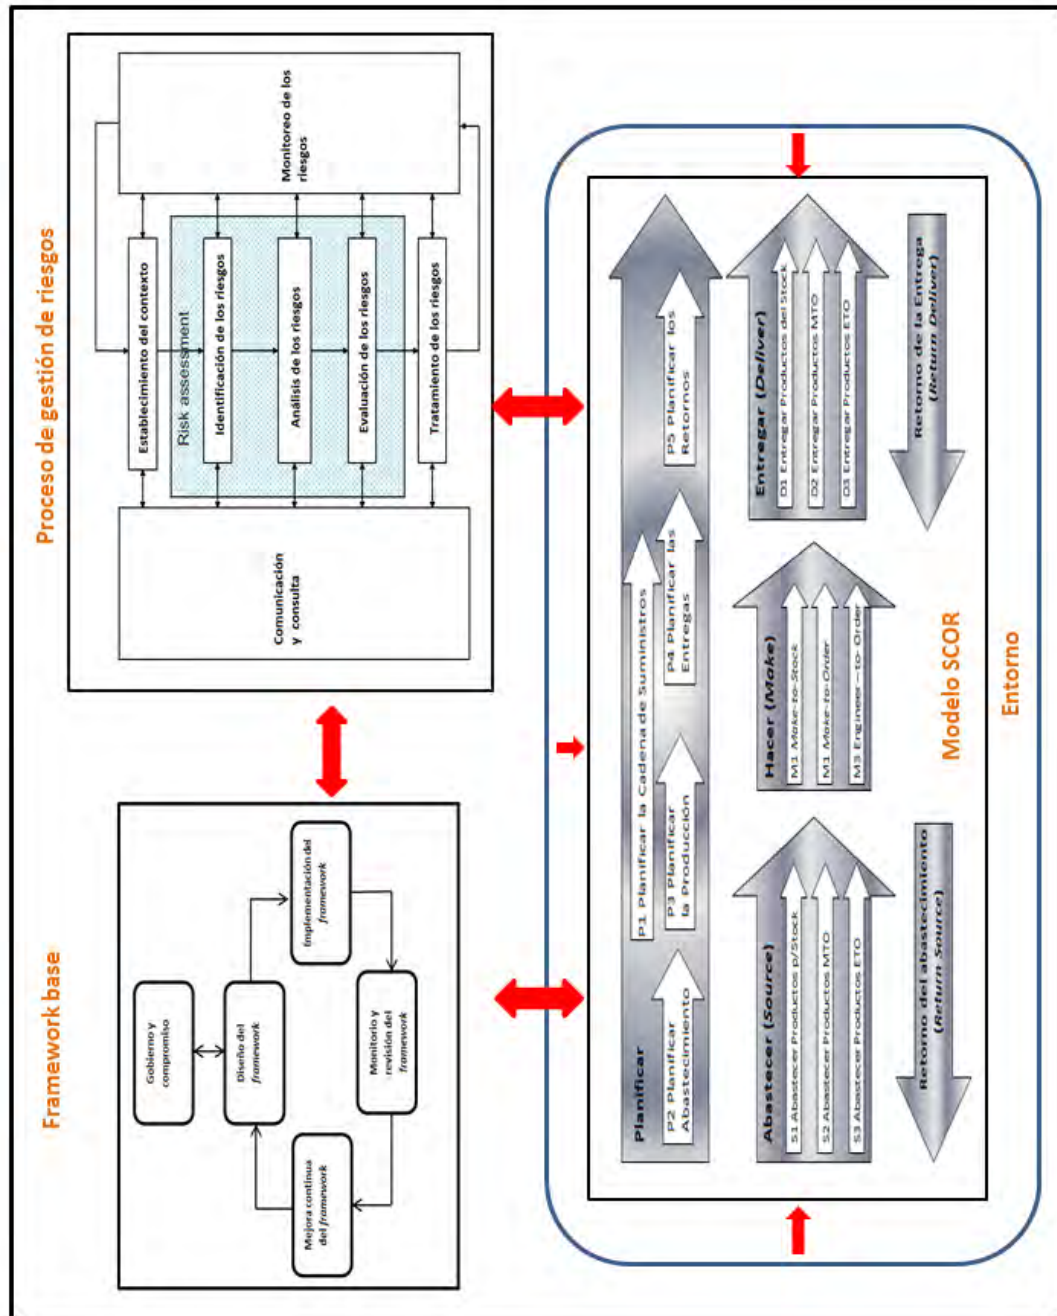 Framework base
Gobierno y
compromiso
Diseño del
framework
Implementación del
framework
Monitorio y
revisión del
framework
Mejora continua
del framework
Proceso de gestión de riesgos
Comunicación
y consulta
Establecimiento del contexto
Risk assessment
Identificación de los riesgos
Análisis de los riesgos
Evaluación de los riesgos
Tratamiento de los riesgos
Monitoreo de los
riesgos
Planificar
P1 Planificar la Cadena de Suministros
P2 Planificar
Abastecimiento
P3 Planificar
la Producción
P4 Planificar las
Entregas
P5 Planificar los
Retornos
Abastecer (Source)
S1 Abastecer Productos p/Stock
S2 Abastecer Productos MTO
S3 Abastecer Productos ETO
Hacer (Make)
M1 Make-to-Stock
M1 Make-to-Order
M3 Engineer-to- Order
Entregar (Deliver)
D1 Entregar Productos del Stock
D2 Entregar Productos MTO
D3 Entregar Productos ETO
Retorno del abastecimiento
(Return Source)
Retorno de la Entrega
(Return Deliver)
Modelo SCOR
Entorno